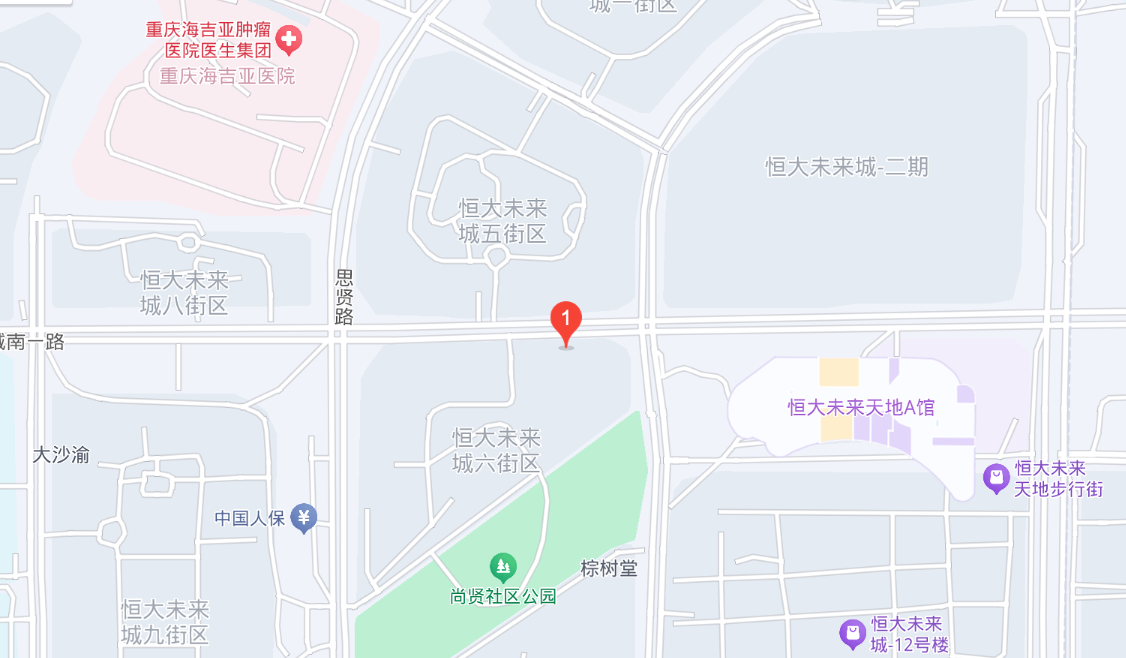 城一街区
重庆海吉亚肿瘤
医院医生集团
重庆海吉亚医院
恒大未来城-二期
恒大未来
城五街区
恒大未来
城八街区
思贤路
1
城南一路
恒大未来天地A馆
恒大未来
城六街区
大沙渝
恒大未来
天地步行街
中国人保
棕树堂
尚贤社区公园
恒大未来
城九街区
恒大未来
城-12号楼